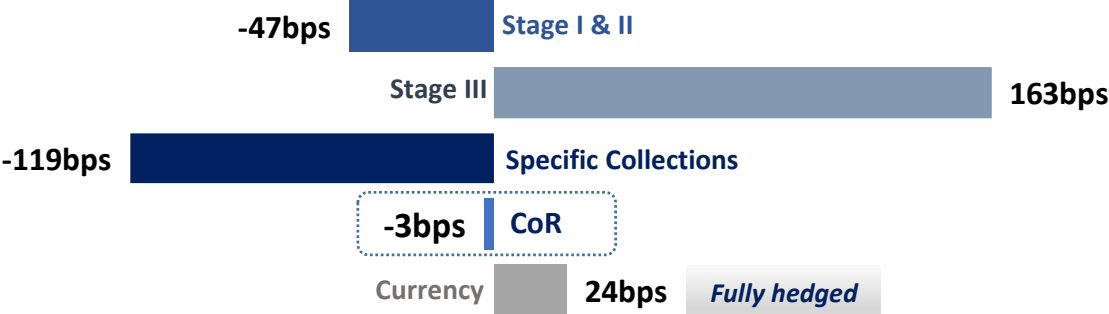 -47bps Stage I & II
Stage III 163bps
-119bps Specific Collections
-3bps CoR
Currency 24bps Fully hedged